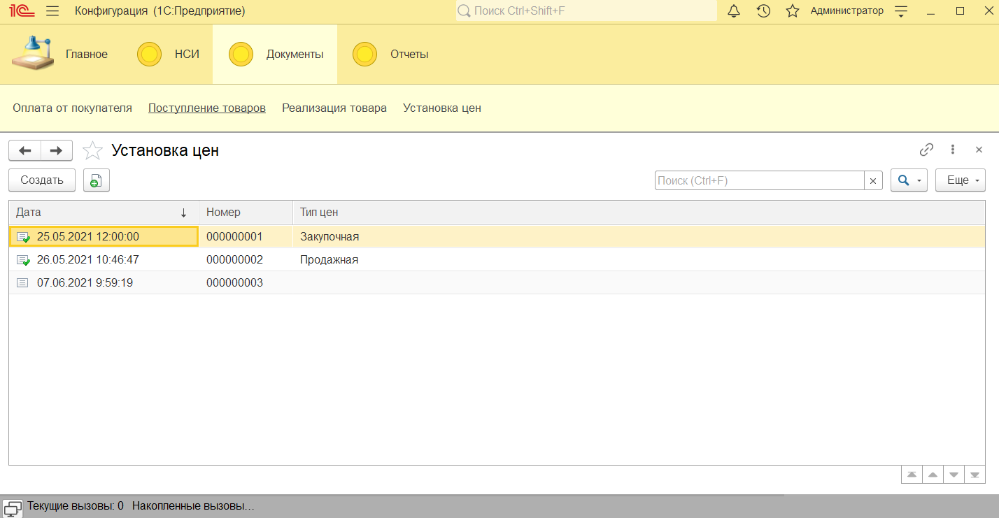 1С Конфигурация (1С:Предприятие) Поиск Ctrl+Shift+F Администратор
Главное НСИ Документы Отчеты
Оплата от покупателя Поступление товаров Реализация товара Установка цен
Установка цен
Создать Поиск (Ctrl+F) Еще
Дата Номер Тип цен
25.05.2021 12:00:00 000000001 Закупочная
26.05.2021 10:46:47 000000002 Продажная
07.06.2021 9:59:19 000000003
Текущие вызовы: 0 Накопленные вызовы…